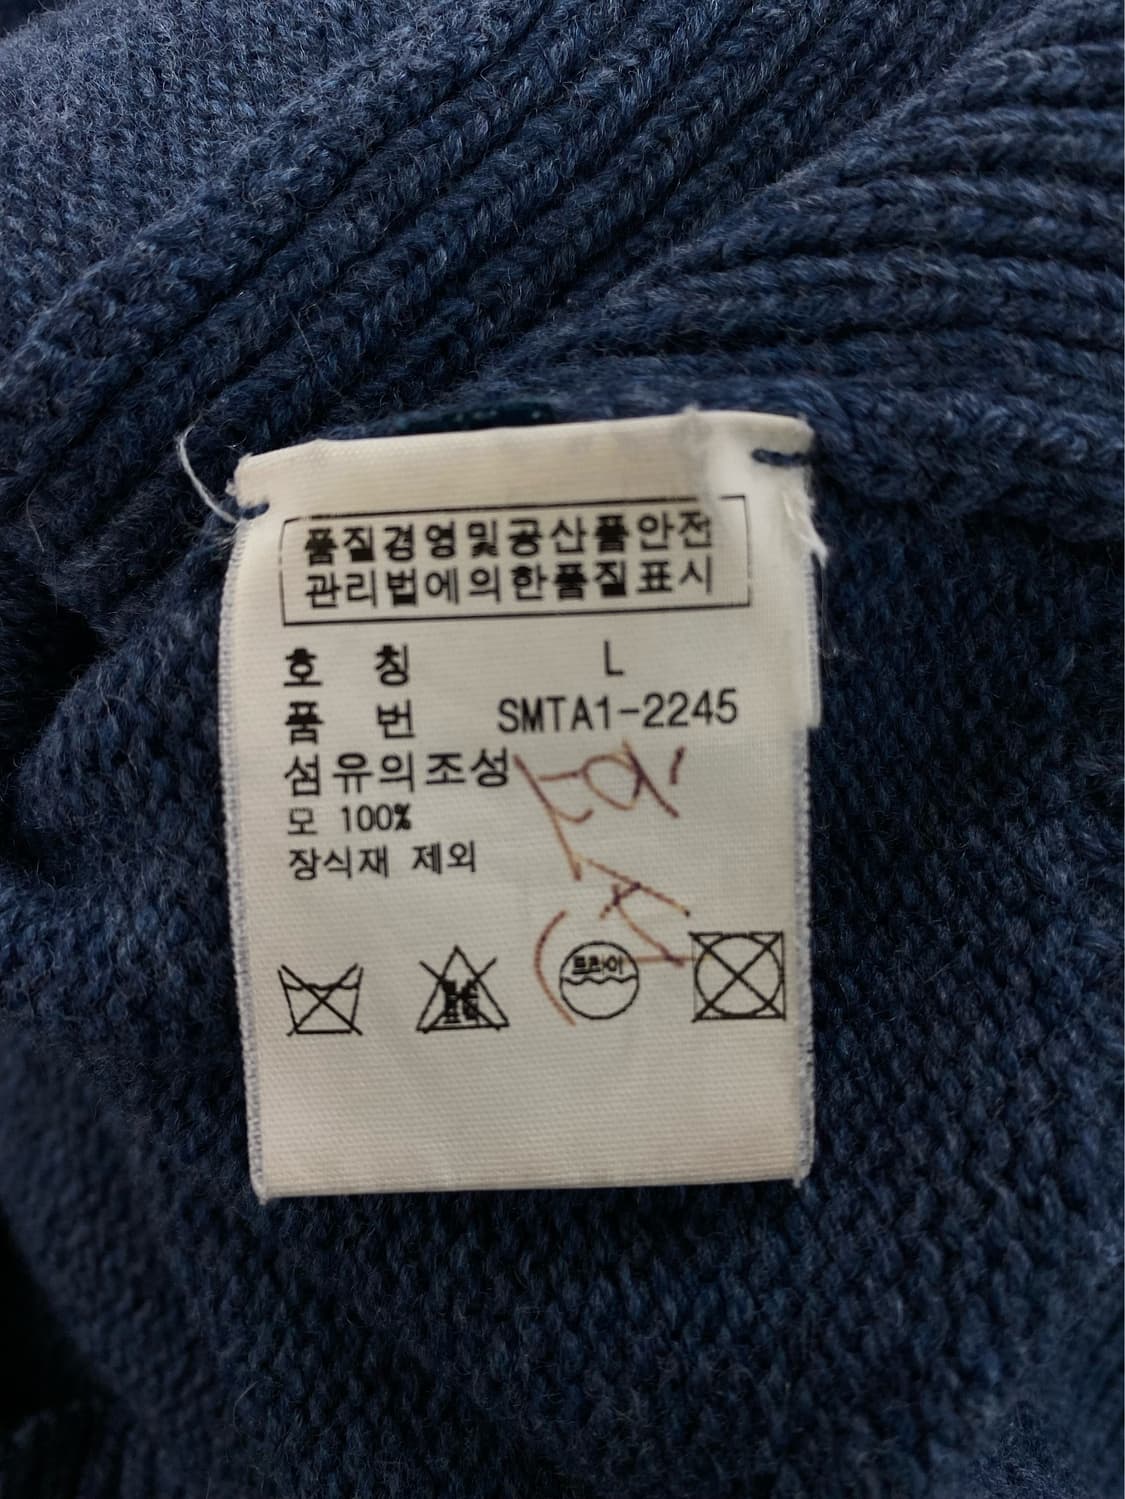 품질경영및공산품안전
관리법에의한품질표시
호 칭 L
품 번 SMTA1-2245
섬유의조성
모 100%
장식재 제외
드라이